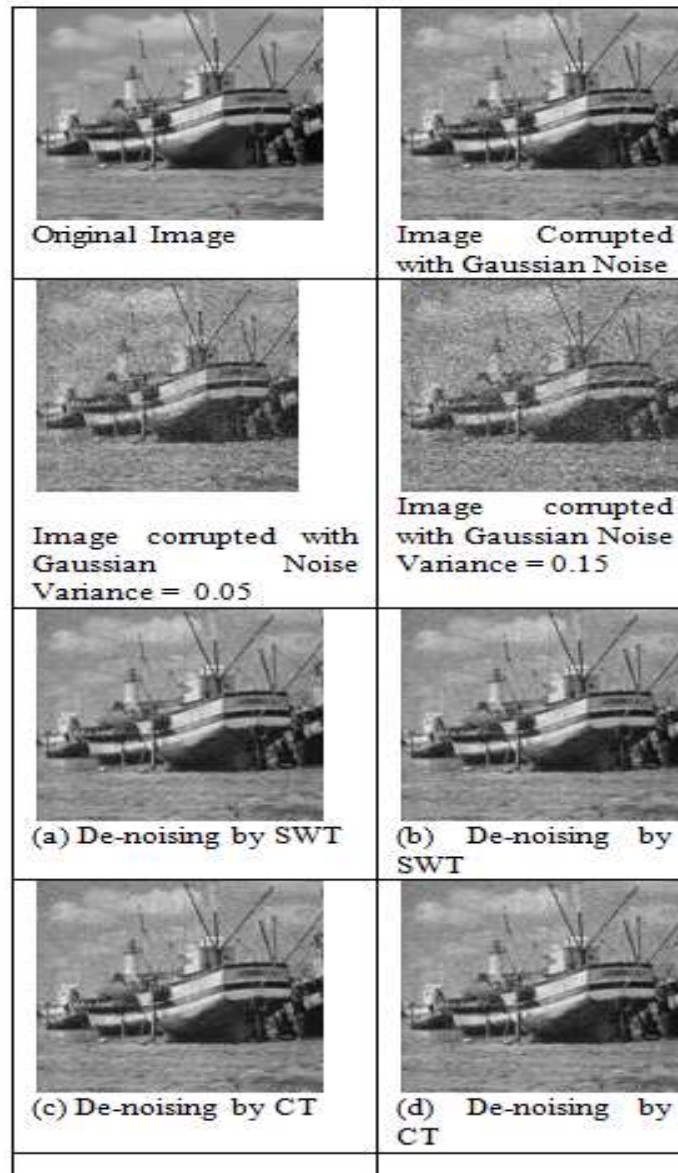 Original Image
Image Corrupted
with Gaussian Noise
Image corrupted with
Gaussian Noise
Variance = 0.05
Image corrupted
with Gaussian Noise
Variance = 0.15
(a) De-noising by SWT
(b) De-noising by
SWT
(c) De-noising by CT
(d) De-noising by
CT